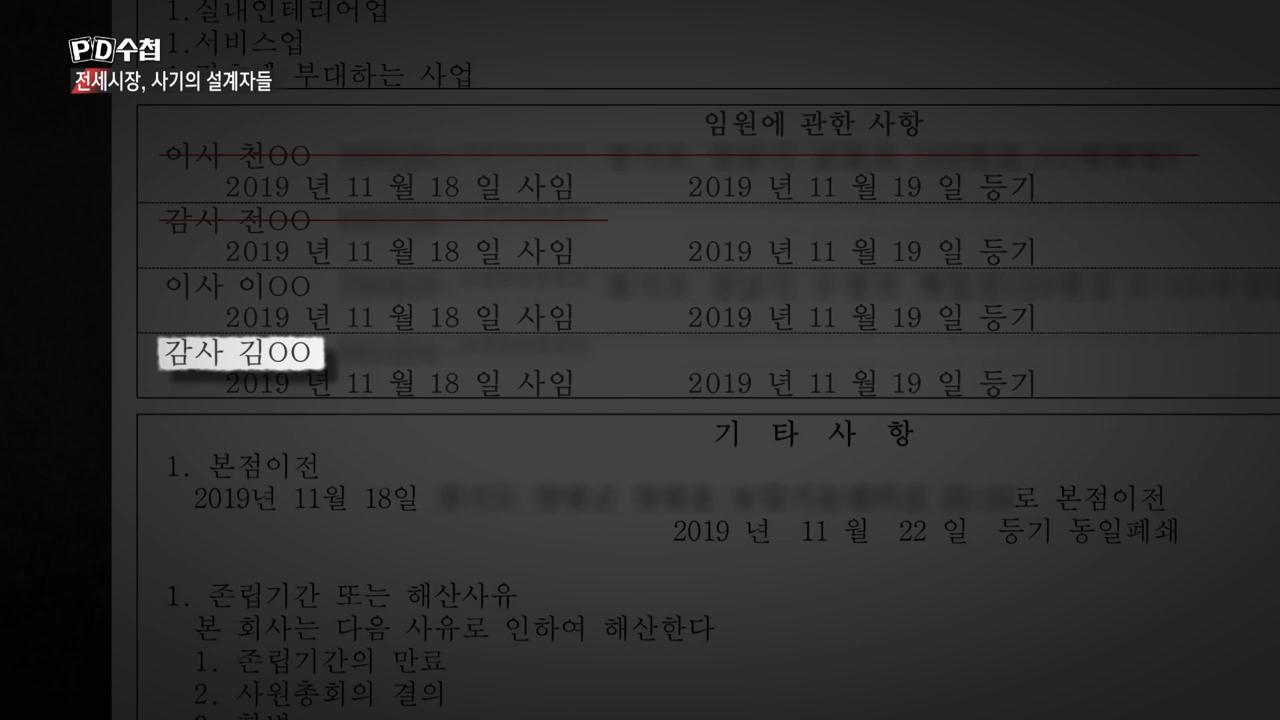 PD수첩
전세시장, 사기의 설계자들
1.실내인테리어업
1.서비스업
부대하는 사업
임원에 관한 사항
이사 천OO
2019 년 11 월 18 일 사임 2019 년 11 월 19 일 등기
감사 전OO
2019 년 11 월 18 일 사임 2019 년 11 월 19 일 등기
이사 이OO
2019 년 11 월 18 일 사임 2019 년 11 월 19 일 등기
감사 김OO
2019 년 11 월 18 일 사임 2019 년 11 월 19 일 등기
기 타 사 항
1. 본점이전
2019년 11월 18일 로 본점이전
2019 년 11 월 22 일 등기 동일폐쇄
1. 존립기간 또는 해산사유
본 회사는 다음 사유로 인하여 해산한다
1. 존립기간의 만료
2. 사원총회의 결의